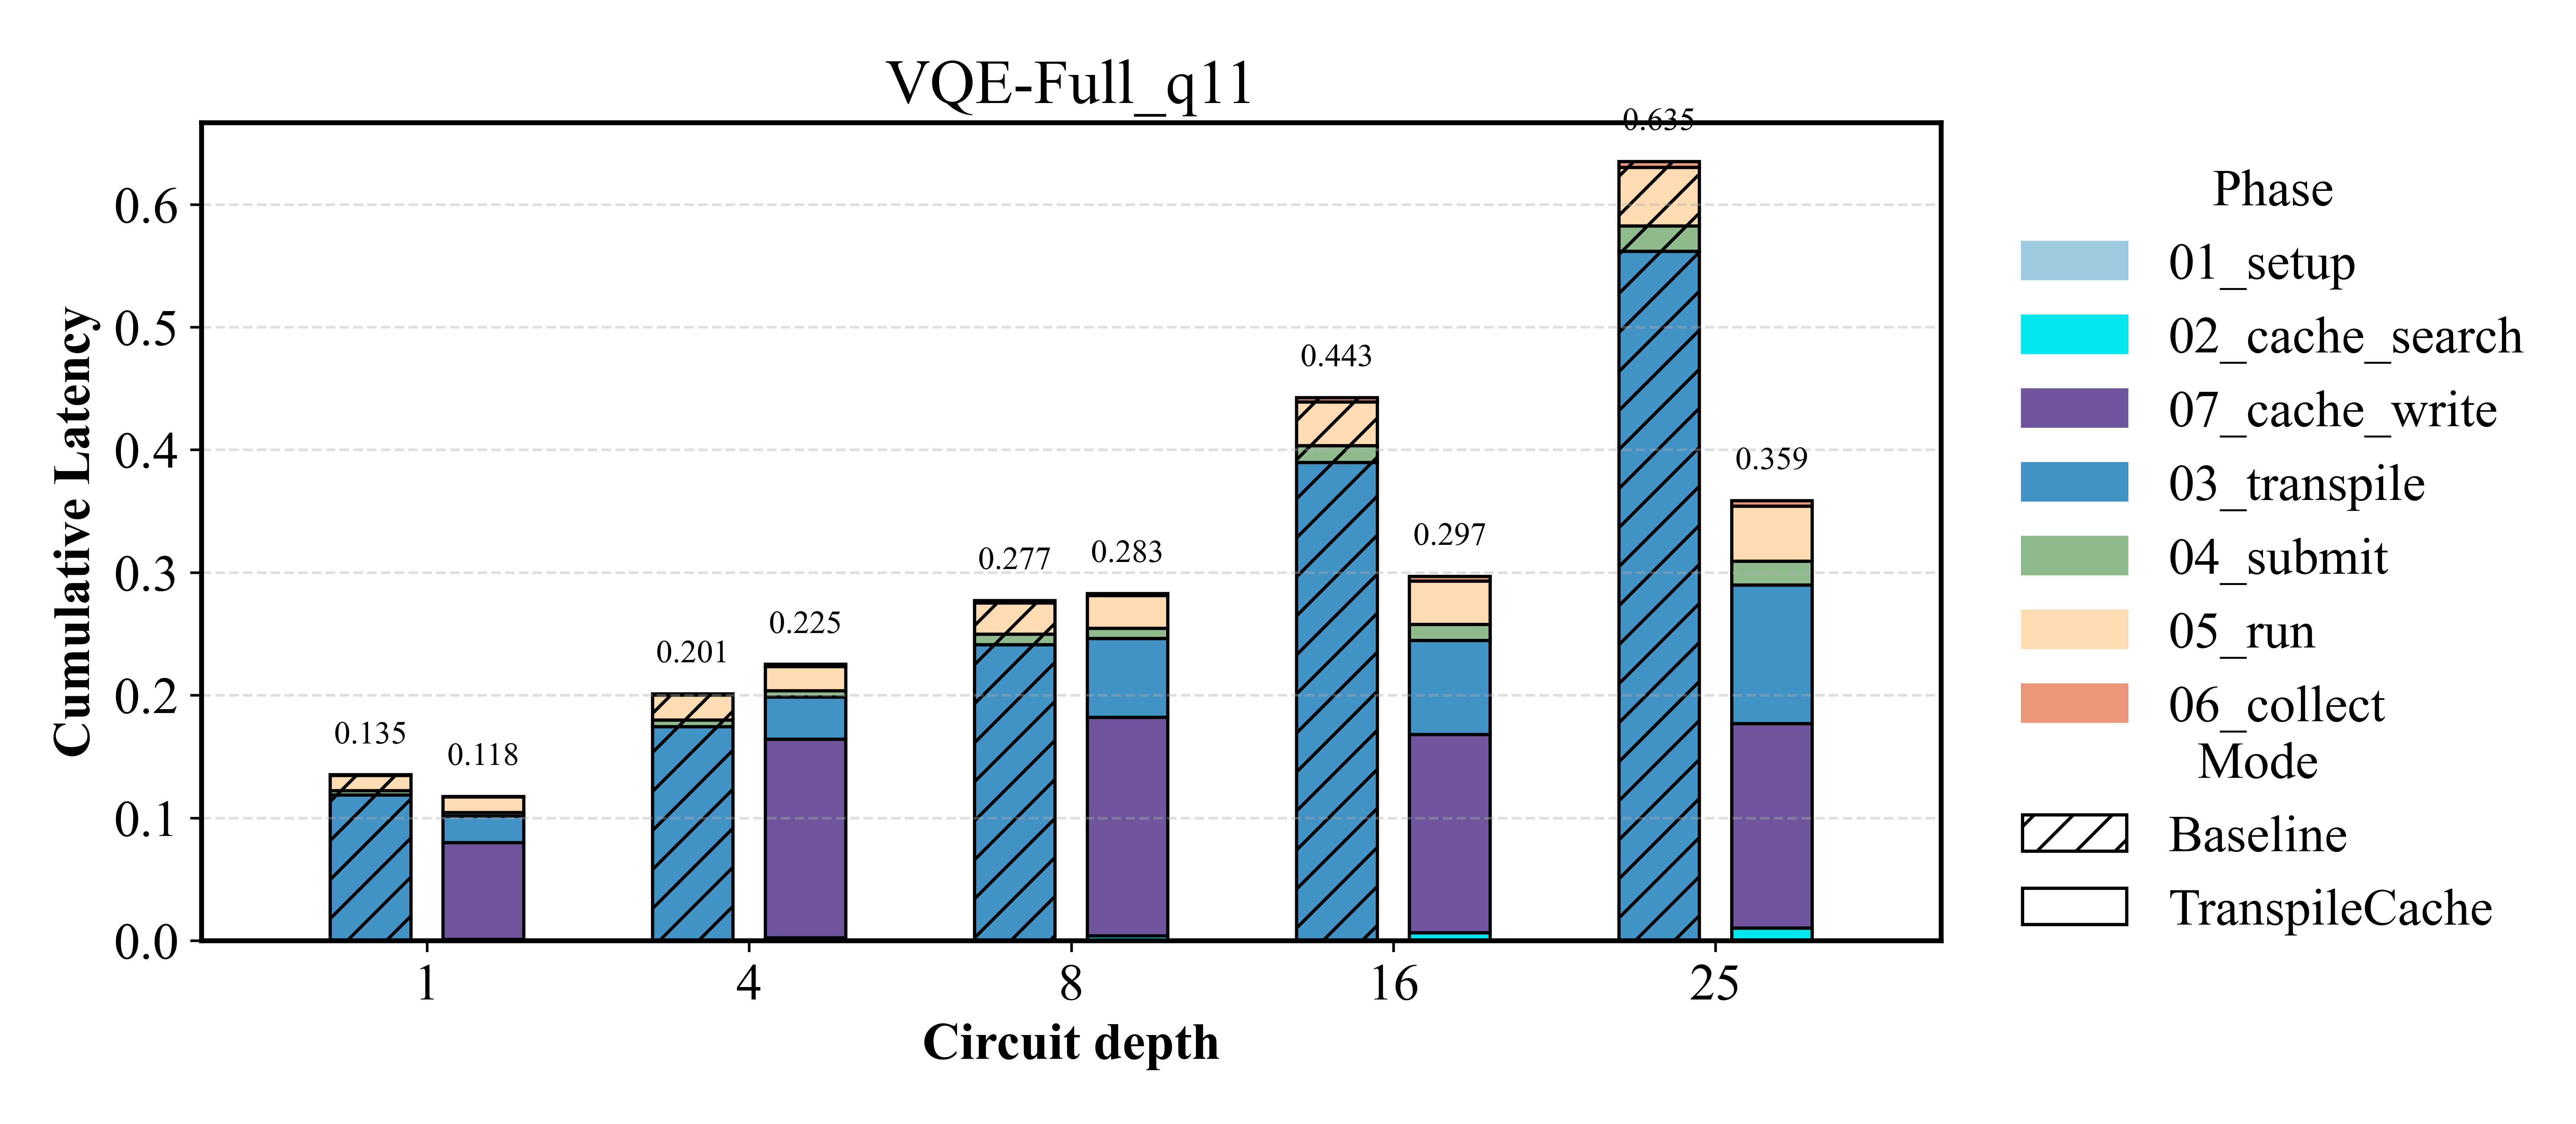 VQE-Full_q11
0.635
0.6
0.5
0.4
0.3
0.2
0.1
0.0
Cumulative Latency
0.135
0.118
0.201
0.225
0.277
0.283
0.443
0.297
0.359
1
4
8
16
25
Circuit depth
Phase
01_setup
02_cache_search
07_cache_write
03_transpile
04_submit
05_run
06_collect
Mode
Baseline
TranspileCache